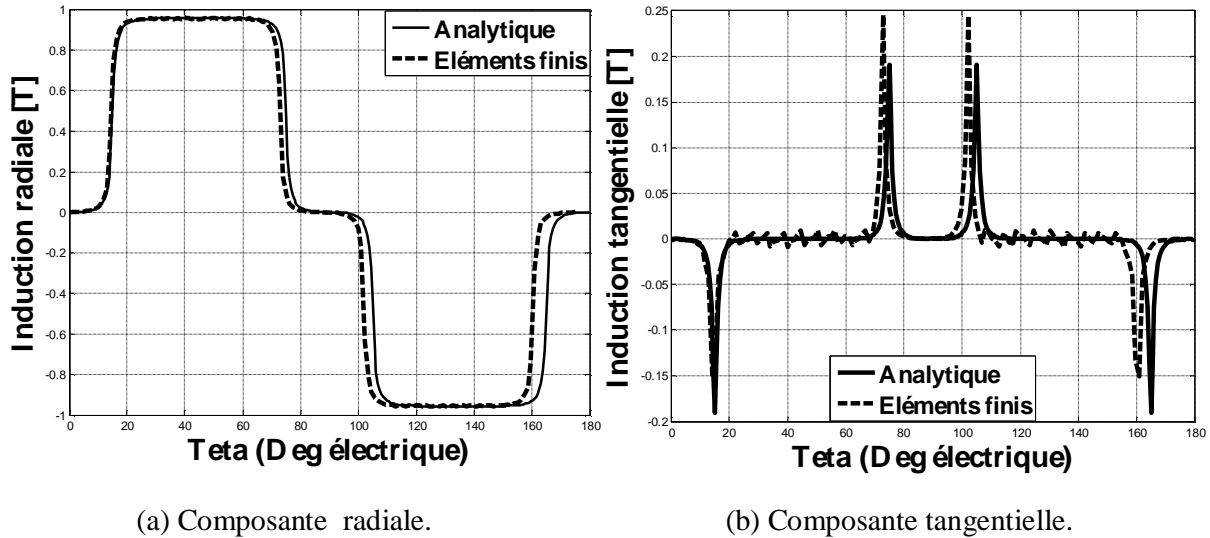 Induction radiale [T]
1
0.8
0.6
0.4
0.2
0
-0.2
-0.4
-0.6
-0.8
-1
0 20 40 60 80 100 120 140 160 180
Teta (Deg électrique)
Analytique
Eléments finis
(a) Composante radiale.
Induction tangentielle [T]
0.25
0.2
0.15
0.1
0.05
0
-0.05
-0.1
-0.15
-0.2
0 20 40 60 80 100 120 140 160 180
Teta (Deg électrique)
Analytique
Eléments finis
(b) Composante tangentielle.